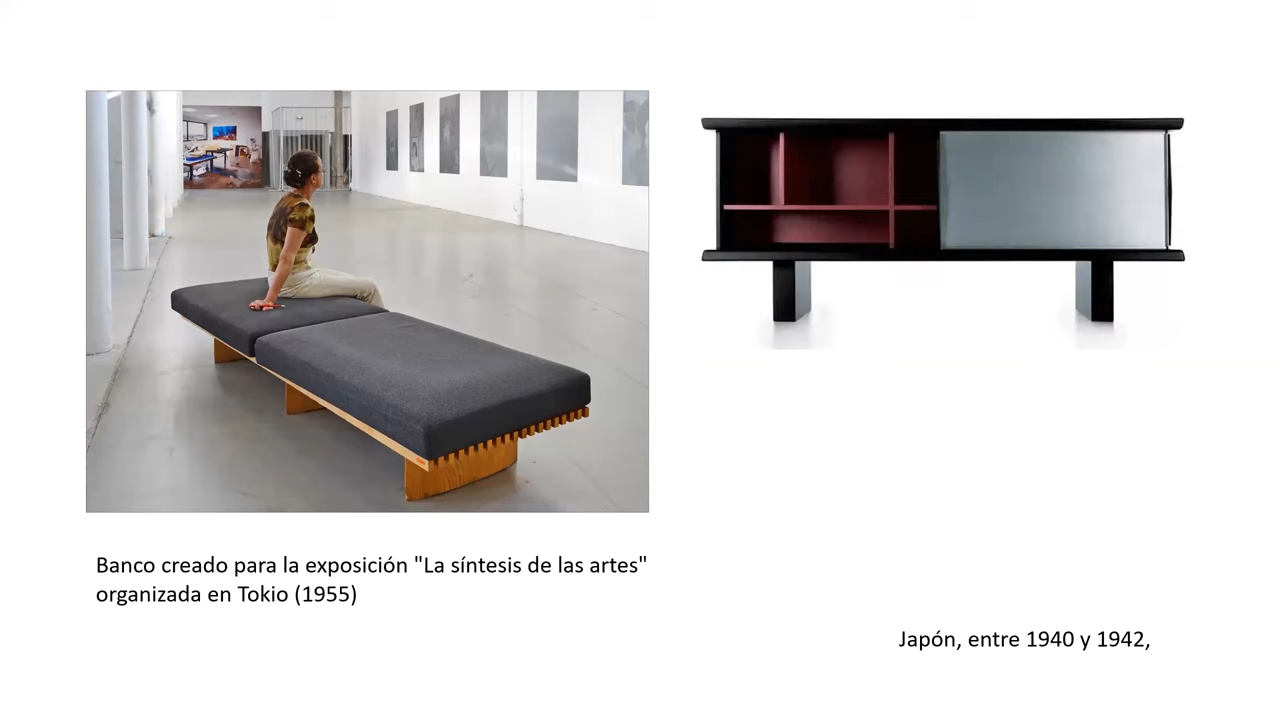 Banco creado para la exposición "La síntesis de las artes"
organizada en Tokio (1955)
Japón, entre 1940 y 1942,